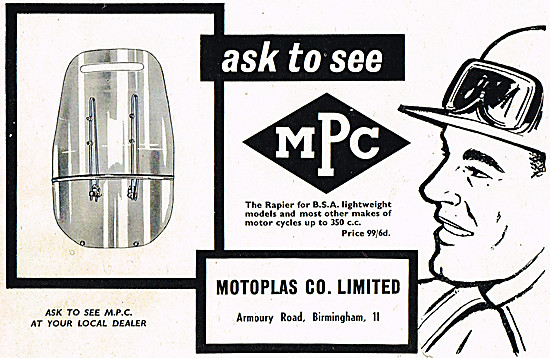 ask to see
MPC
The Rapier for B.S.A. lightweight
models and most other makes of
motor cycles up to 350 c.c.
Price 99/6d.
MOTOPLAS CO. LIMITED
Armoury Road, Birmingham, 11
ASK TO SEE M.P.C.
AT YOUR LOCAL DEALER